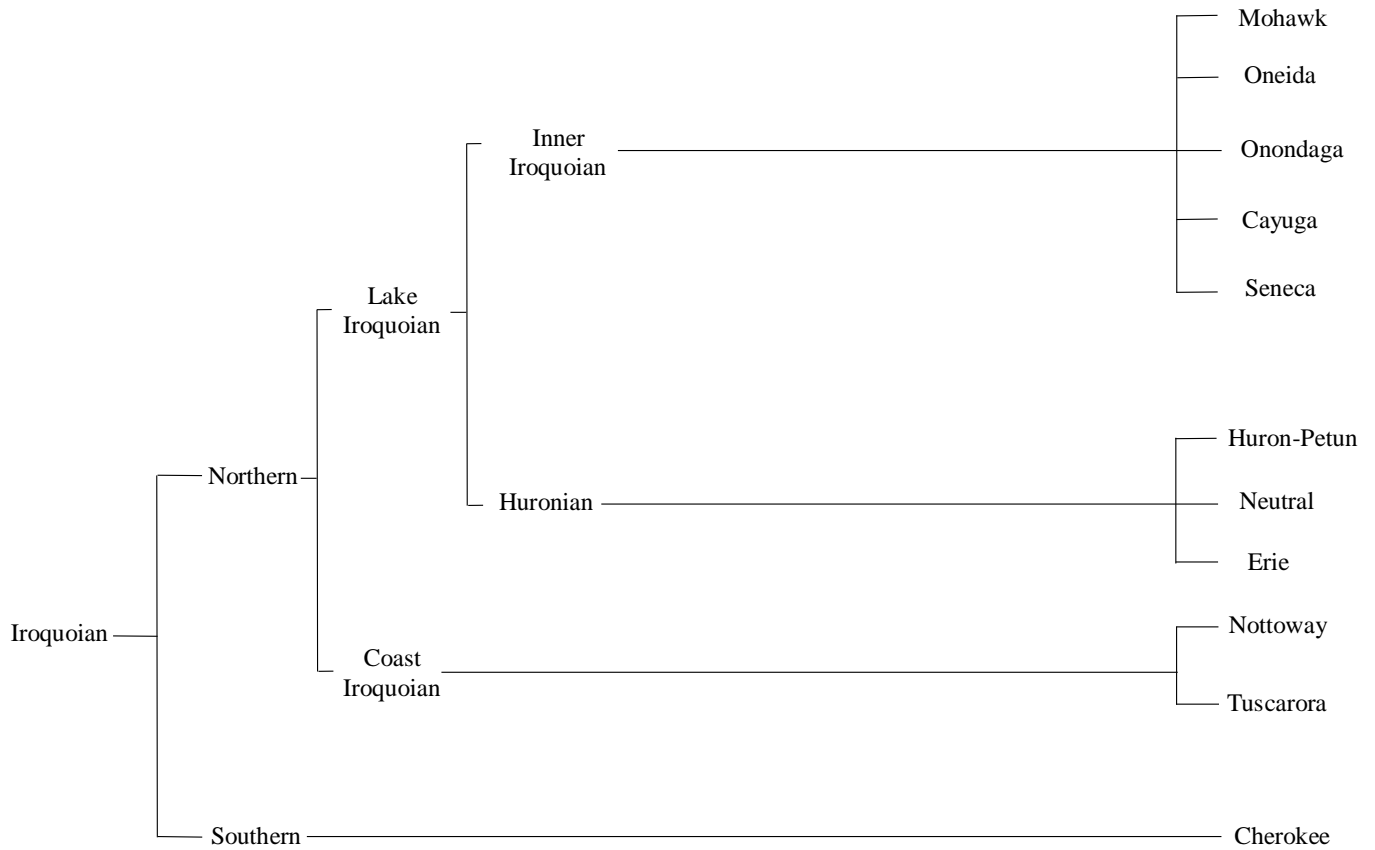 Mohawk
Oneida
Inner
Iroquoian
Onondaga
Cayuga
Seneca
Lake
Iroquoian
Huron-Petun
Northern
Huronian
Neutral
Erie
Iroquoian
Nottoway
Coast
Iroquoian
Tuscarora
Southern
Cherokee